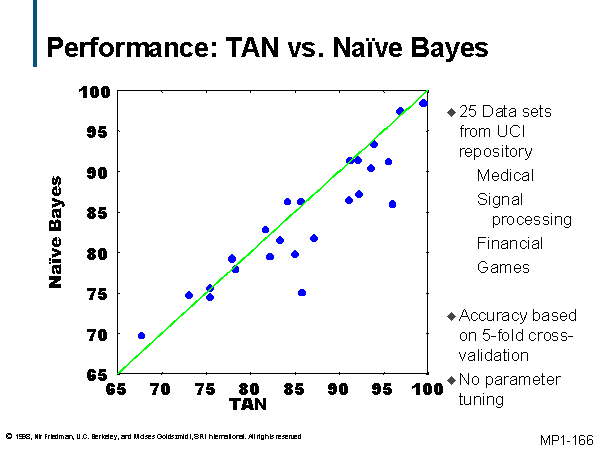 Performance: TAN vs. Naïve Bayes
100
95
90
85
80
75
70
65
Naïve Bayes
65 70 75 80 85 90 95 100
TAN
25 Data sets
from UCI
repository
Medical
Signal
processing
Financial
Games
Accuracy based
on 5-fold cross-
validation
No parameter
tuning
© 1998, Nir Friedman, U.C. Berkeley, and Moises Goldszmidt, SRI International. All rights reserved
MP1-166